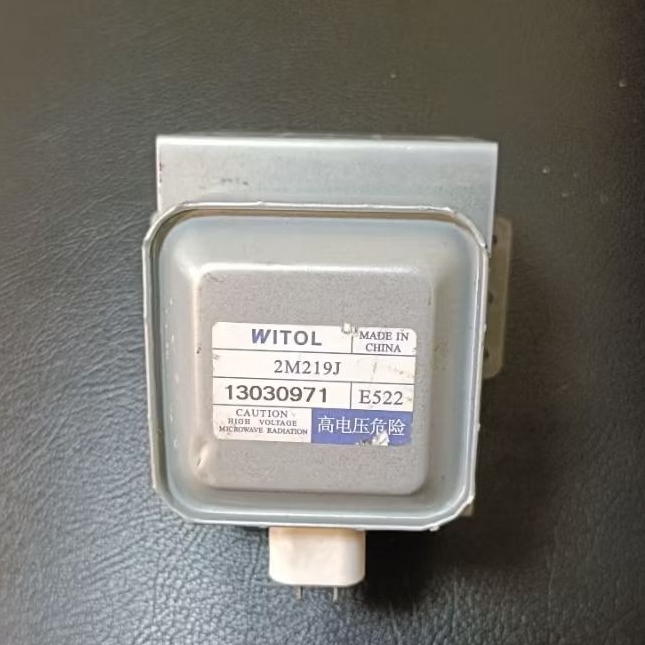 WITOL
MADE IN
CHINA
2M219J
13030971
E522
CAUTION
HIGH VOLTAGE
MICROWAVE RADIATION
高电压危险